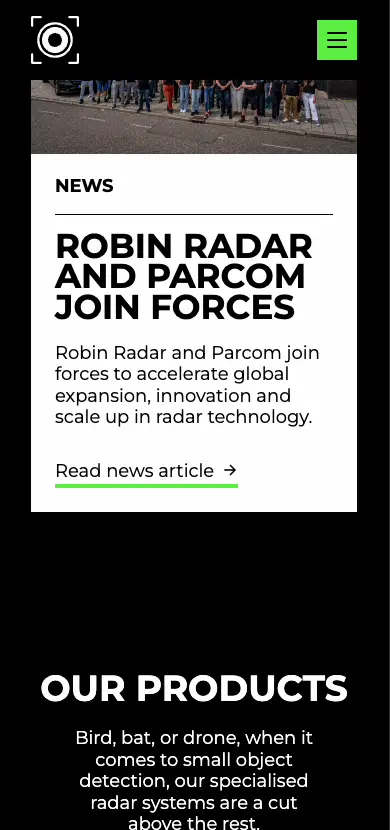 NEWS
ROBIN RADAR
AND PARCOM
JOIN FORCES
Robin Radar and Parcom join
forces to accelerate global
expansion, innovation and
scale up in radar technology.
Read news article →
OUR PRODUCTS
Bird, bat, or drone, when it
comes to small object
detection, our specialised
radar systems are a cut
above the rest.